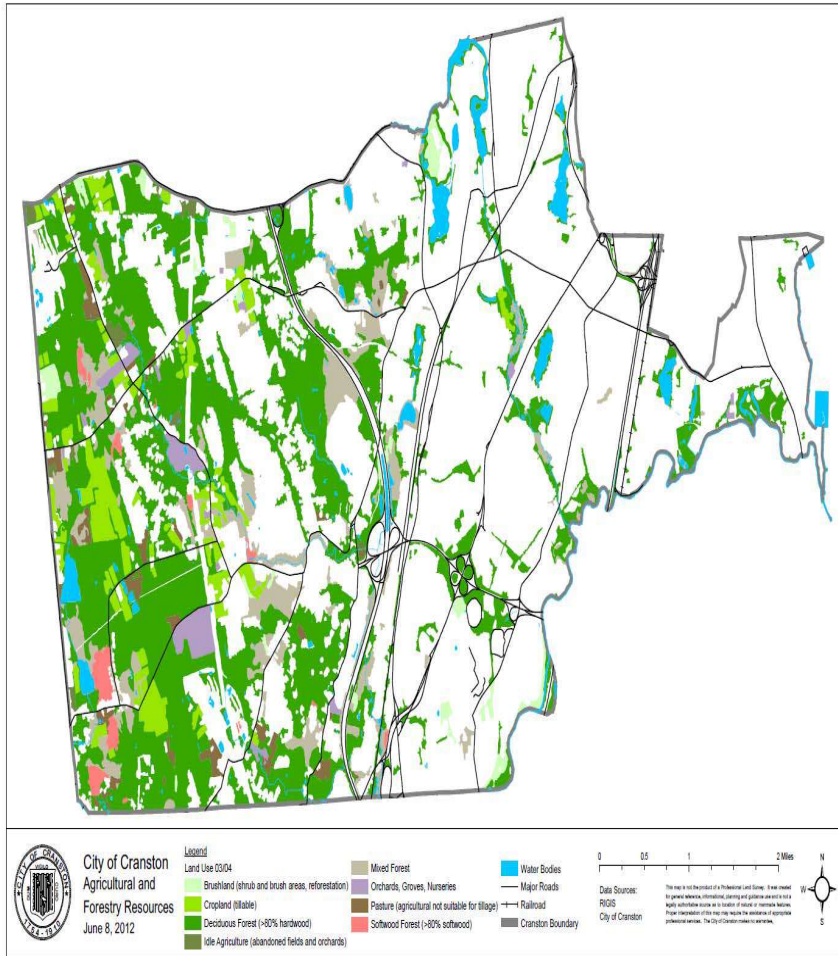 CITY OF CRANSTON
1754-1910
City of Cranston
Agricultural and
Forestry Resources
June 8, 2012
Legend
Land Use 03/04
Brushland (shrub and brush areas, reforestation)
Cropland (tillable)
Deciduous Forest (>80% hardwood)
Idle Agriculture (abandoned fields and orchards)
Mixed Forest
Orchards, Groves, Nurseries
Pasture (agricultural not suitable for tillage)
Softwood Forest (>80% softwood)
Water Bodies
Major Roads
Railroad
Cranston Boundary
0 0.5 1 2 Miles
Data Sources:
RIGIS
City of Cranston
This map is not the product of a Professional Land Survey. It was created
for general reference, informational, planning and guidance use and is not a
legally authoritative source as to location of natural or manmade features.
Proper interpretation of this map may require the assistance of appropriate
professional services. The City of Cranston makes no warranties,
N
W E
S